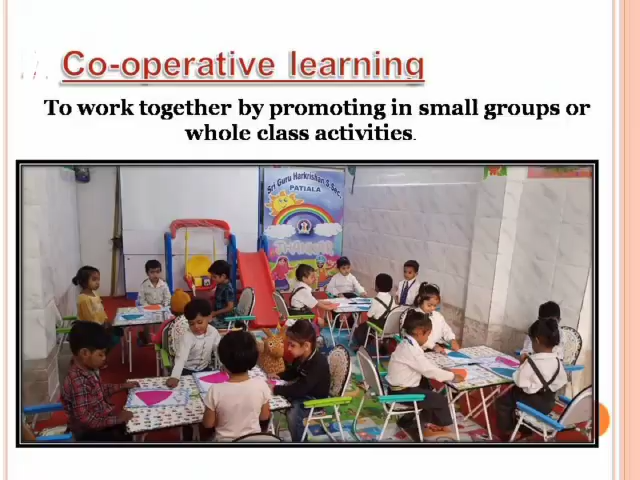 Co-operative learning
To work together by promoting in small groups or
whole class activities.
Sri Guru Harkrishan S.Sec.
PATIALA